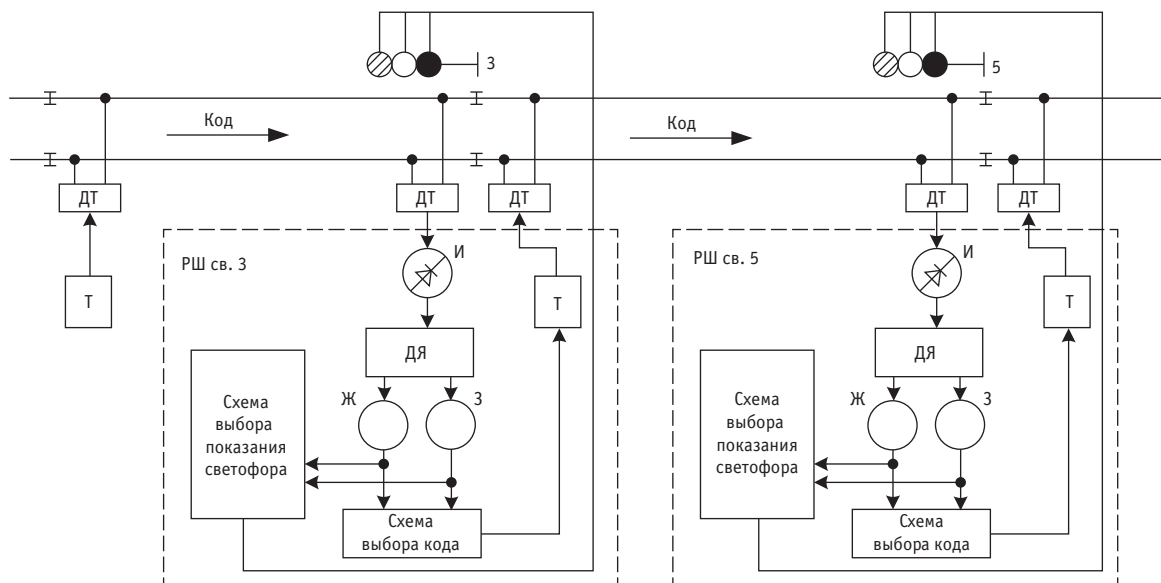 3
5
Код
Код
ДТ
ДТ
ДТ
ДТ
ДТ
РШ св. 3
И
РШ св. 5
И
Т
Т
Т
ДЯ
ДЯ
Схема
выбора
показания
светофора
Ж
З
Схема
выбора
показания
светофора
Ж
З
Схема
выбора кода
Схема
выбора кода